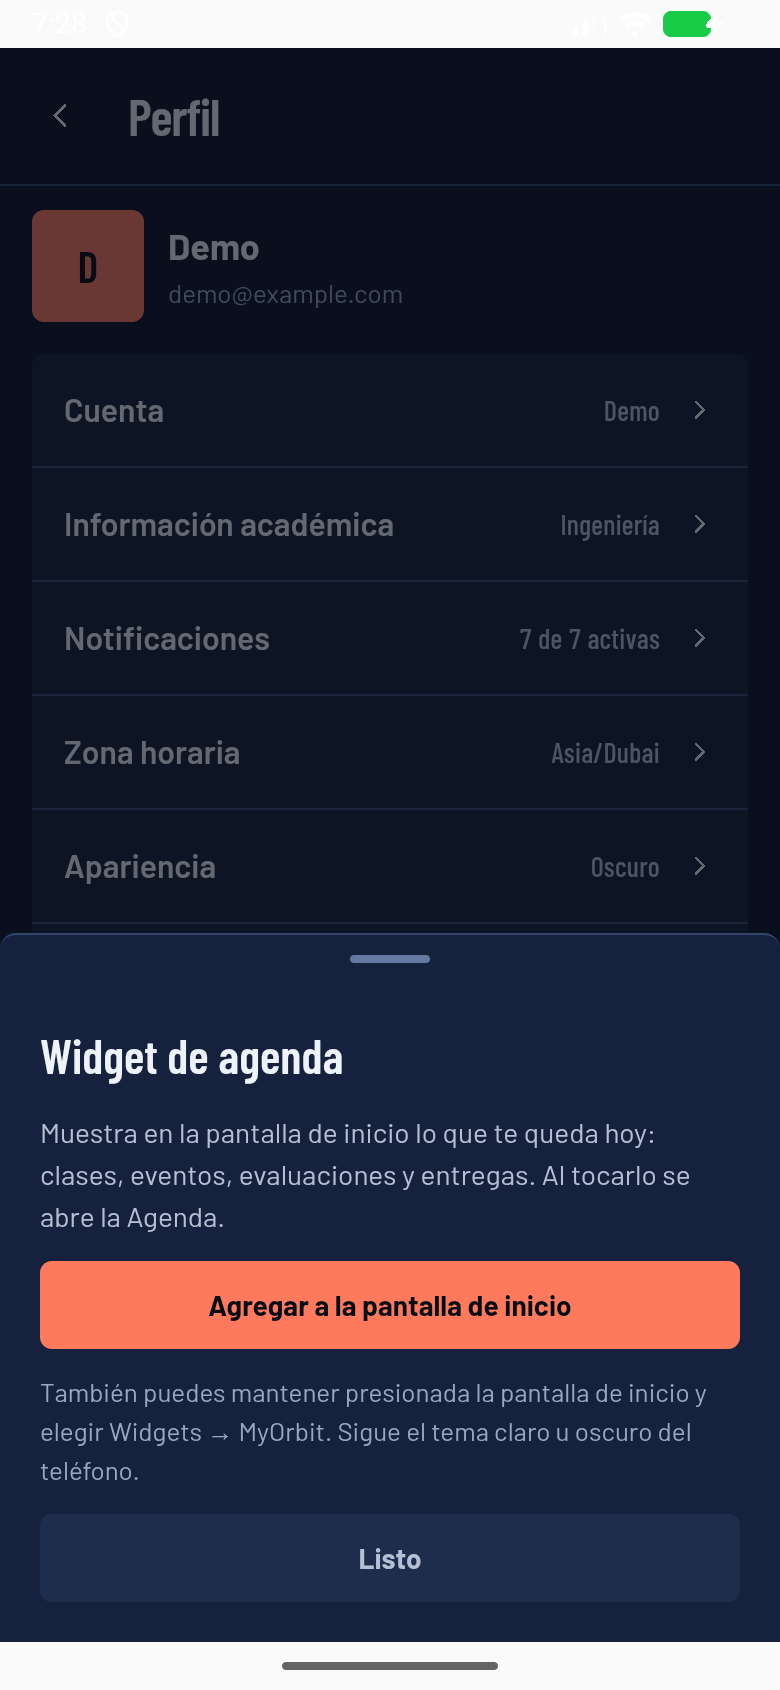 7:28
Perfil
D
Demo
demo@example.com
Cuenta
Demo
Información académica
Ingeniería
Notificaciones
7 de 7 activas
Zona horaria
Asia/Dubai
Apariencia
Oscuro
Widget de agenda
Muestra en la pantalla de inicio lo que te queda hoy:
clases, eventos, evaluaciones y entregas. Al tocarlo se
abre la Agenda.
Agregar a la pantalla de inicio
También puedes mantener presionada la pantalla de inicio y
elegir Widgets → MyOrbit. Sigue el tema claro u oscuro del
teléfono.
Listo